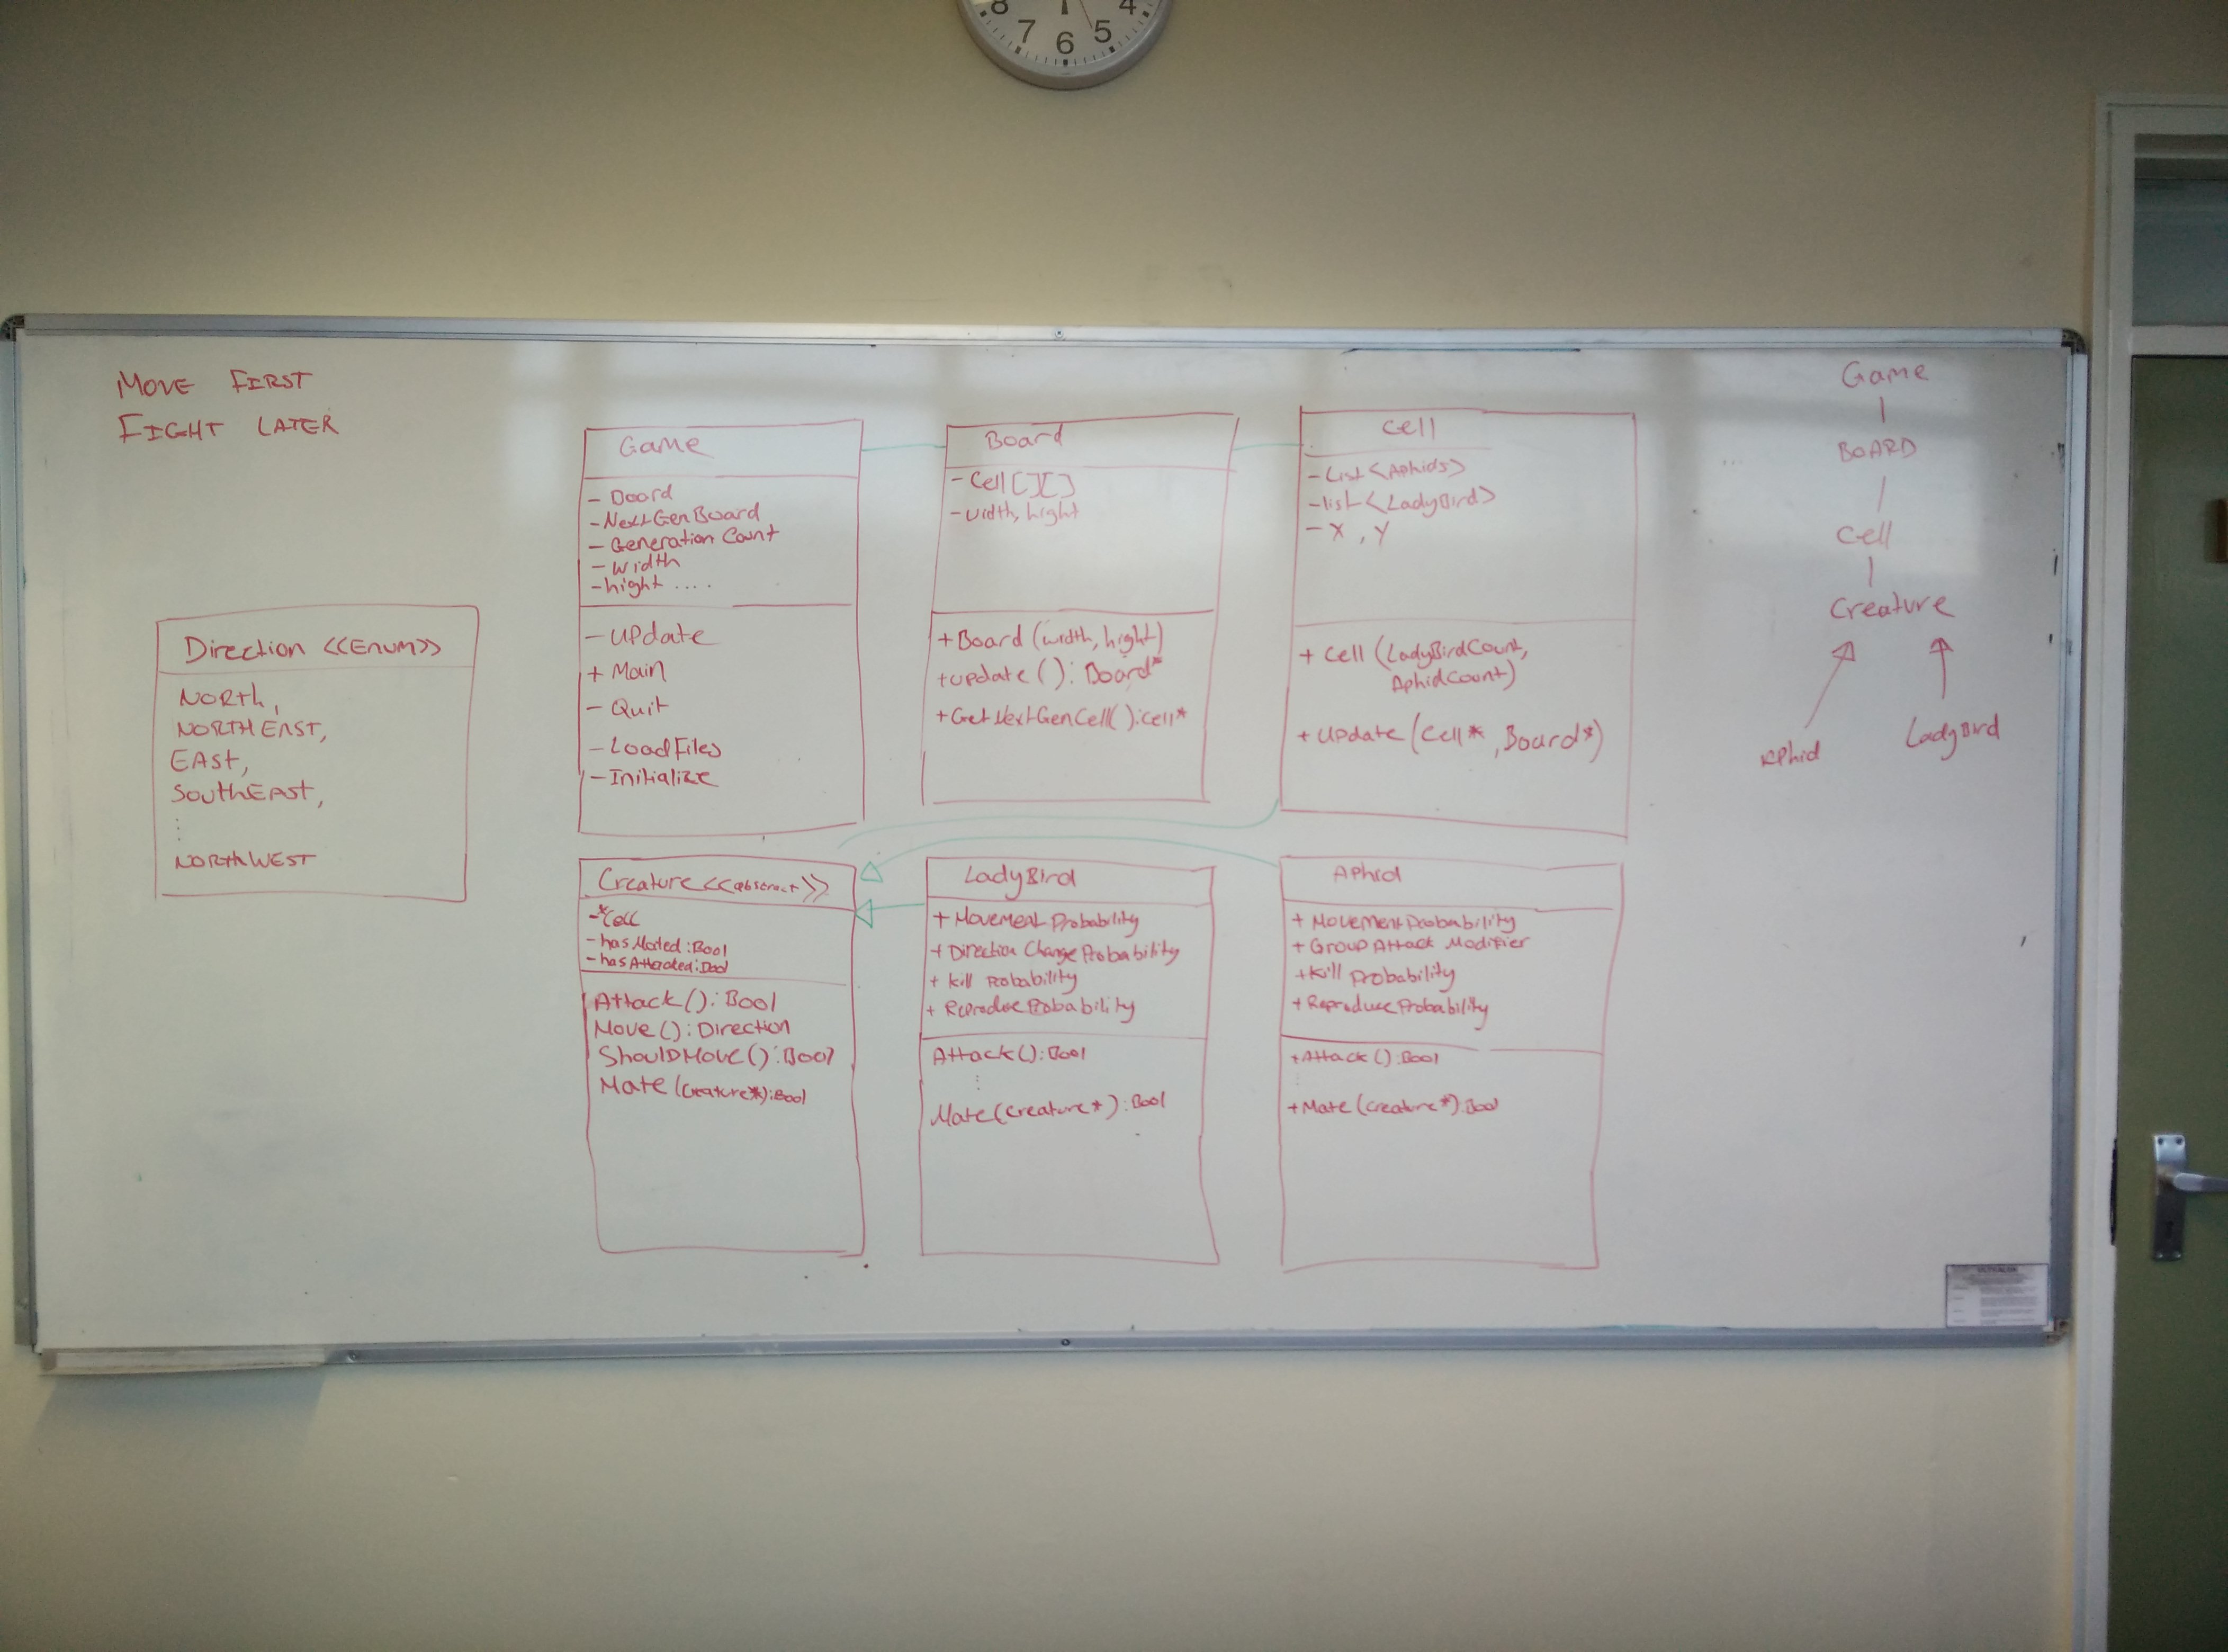 8 7 6 5 4
MOVE FIRST
FIGHT LATER
Direction <<Enum>>
NORTH,
NORTHEAST,
EAST,
SOUTHEAST,
⋮
NORTHWEST
Game
- Board
- NextGenBoard
- Generation Count
- Width
- hight ....
- Update
+ Main
- Quit
- LoadFiles
- Initialize
Board
- Cell[][]
- width, hight
+ Board (width, hight)
+ update(): Board*
+ GetNextGenCell(): Cell*
Cell
- List<Aphids>
- list<LadyBird>
- X, Y
+ Cell (LadyBirdCount,
AphidCount)
+ Update (Cell*, Board*)
Creature <<abstract>>
- *Cell
- hasMated: Bool
- hasAttacked: Bool
Attack(): Bool
Move(): Direction
ShouldMove(): Bool
Mate (Creature*): Bool
LadyBird
+ Movement Probability
+ Direction Change Probability
+ Kill Probability
+ Reproduce Probability
Attack(): Bool
⋮
Mate (Creature*): Bool
Aphid
+ Movement Probability
+ Group Attack Modifier
+ Kill Probability
+ Reproduce Probability
+ Attack(): Bool
⋮
+ Mate (Creature*): Bool
Game
BOARD
Cell
Creature
Aphid
LadyBird